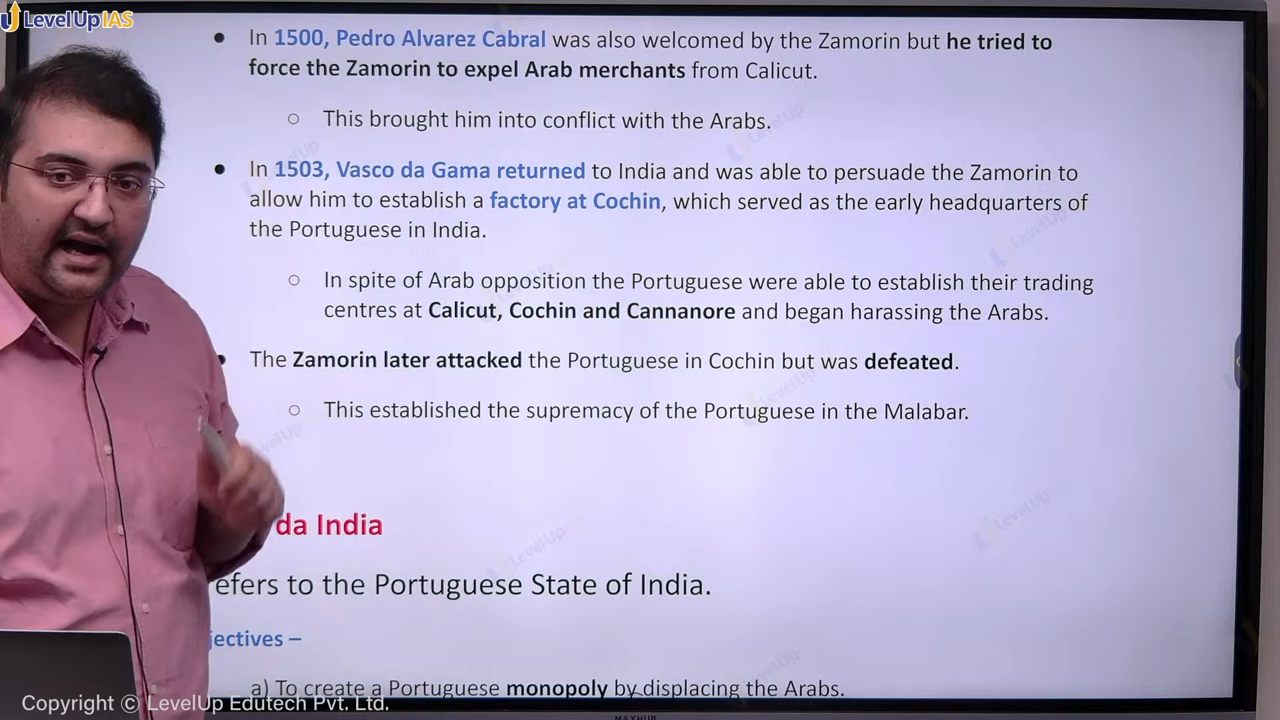 LevelUp IAS
• In 1500, Pedro Alvarez Cabral was also welcomed by the Zamorin but he tried to
force the Zamorin to expel Arab merchants from Calicut.
○ This brought him into conflict with the Arabs.
• In 1503, Vasco da Gama returned to India and was able to persuade the Zamorin to
allow him to establish a factory at Cochin, which served as the early headquarters of
the Portuguese in India.
○ In spite of Arab opposition the Portuguese were able to establish their trading
centres at Calicut, Cochin and Cannanore and began harassing the Arabs.
• The Zamorin later attacked the Portuguese in Cochin but was defeated.
○ This established the supremacy of the Portuguese in the Malabar.
da India
efers to the Portuguese State of India.
jectives –
a) To create a Portuguese monopoly by displacing the Arabs.
Copyright © LevelUp Edutech Pvt. Ltd.
MAXHUB